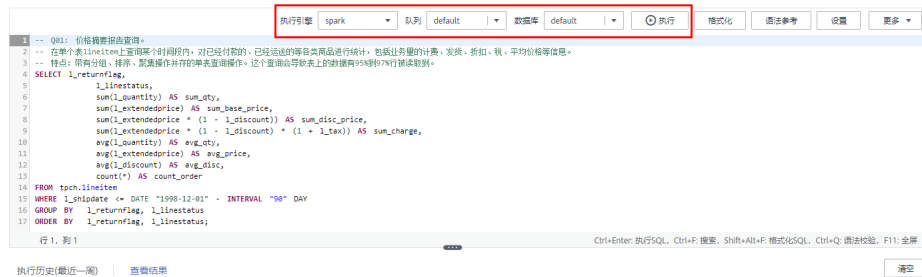 执行引擎 spark 队列 default 数据库 default 执行 格式化 语法参考 设置 更多
1 -- Q01: 价格摘要报告查询。
2 -- 在单个表lineitem上查询某个时间段内，对已经付款的、已经运送的等各类商品进行统计，包括业务量的计费、发货、折扣、税、平均价格等信息。
3 -- 特点：带有分组、排序、聚集操作并存的单表查询操作。这个查询会导致表上的数据有95%到97%行被读取到。
4 SELECT l_returnflag,
5 l_linestatus,
6 sum(l_quantity) AS sum_qty,
7 sum(l_extendedprice) AS sum_base_price,
8 sum(l_extendedprice * (1 - l_discount)) AS sum_disc_price,
9 sum(l_extendedprice * (1 - l_discount) * (1 + l_tax)) AS sum_charge,
10 avg(l_quantity) AS avg_qty,
11 avg(l_extendedprice) AS avg_price,
12 avg(l_discount) AS avg_disc,
13 count(*) AS count_order
14 FROM tpch.lineitem
15 WHERE l_shipdate <= DATE "1998-12-01" - INTERVAL "90" DAY
16 GROUP BY l_returnflag, l_linestatus
17 ORDER BY l_returnflag, l_linestatus;
行 1，列 1 Ctrl+Enter: 执行SQL，Ctrl+F: 搜索，Shift+Alt+F: 格式化SQL，Ctrl+Q: 语法校验，F11: 全屏
执行历史(最近一周) 查看结果 清空